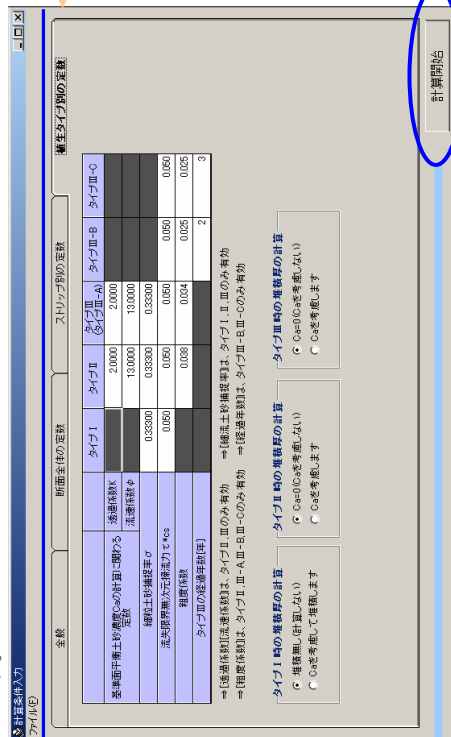 計算条件入力
ファイル(F)
全般 断面全体の定数 ストリップ別の定数 植生タイプ別の定数
タイプⅠ タイプⅡ タイプⅢ (タイプⅢ-A) タイプⅢ-B タイプⅢ-C
基準面平衡土砂濃度Caの計算に関わる定数 透過係数K 2.0000 2.0000
流速係数φ 13.0000 13.0000
細粒土砂捕捉率σ 0.33300 0.33300 0.33300
流失限界無次元掃流力τ*cs 0.050 0.050 0.050 0.050 0.050
粗度係数 0.038 0.034 0.025 0.025
タイプⅢの経過年数[年] 2 3
⇒[透過係数][流速係数]は、タイプⅡ,Ⅲのみ有効 ⇒[細流土砂捕捉率]は、タイプⅠ,Ⅱ,Ⅲのみ有効
⇒[粗度係数]は、タイプⅡ,Ⅲ-A,Ⅲ-B,Ⅲ-Cのみ有効 ⇒[経過年数]は、タイプⅢ-B,Ⅲ-Cのみ有効
タイプⅠ時の堆積厚の計算 タイプⅡ時の堆積厚の計算 タイプⅢ時の堆積厚の計算
堆積無し(計算しない) Ca=0(Caを考慮しない) Ca=0(Caを考慮しない)
Caを考慮して堆積します Caを考慮します Caを考慮します
計算開始